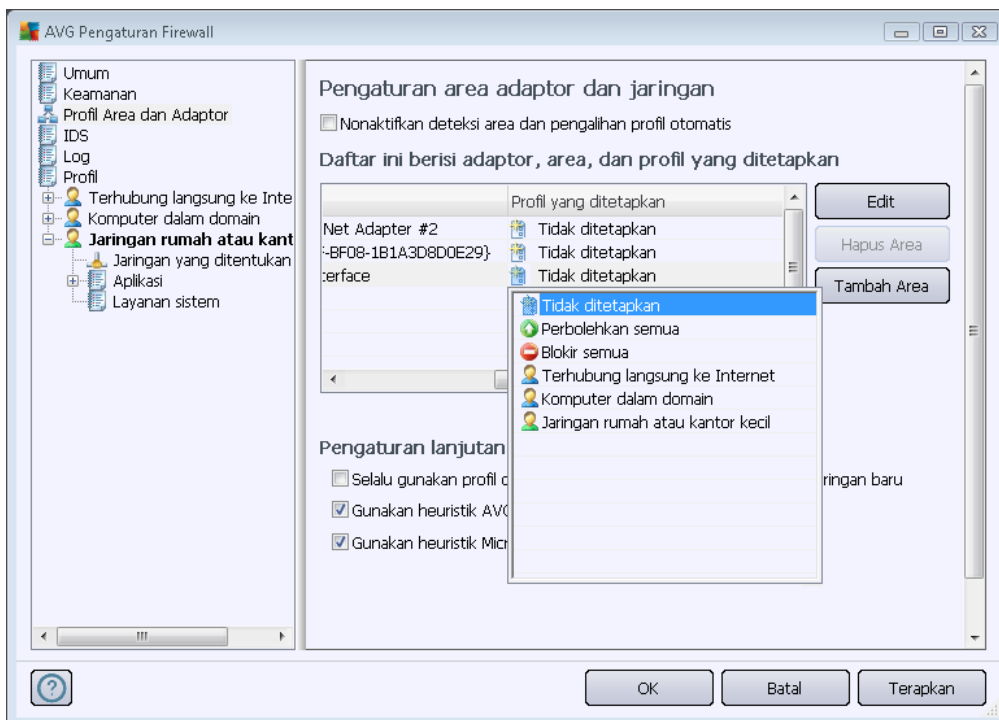 AVG Pengaturan Firewall
Umum
Keamanan
Profil Area dan Adaptor
IDS
Log
Profil
Terhubung langsung ke Inte
Komputer dalam domain
Jaringan rumah atau kant
Jaringan yang ditentukan
Aplikasi
Layanan sistem
Pengaturan area adaptor dan jaringan
Nonaktifkan deteksi area dan pengalihan profil otomatis
Daftar ini berisi adaptor, area, dan profil yang ditetapkan
Profil yang ditetapkan
Net Adapter #2 Tidak ditetapkan
-BF08-1B1A3D8D0E29} Tidak ditetapkan
terface Tidak ditetapkan
Tidak ditetapkan
Perbolehkan semua
Blokir semua
Terhubung langsung ke Internet
Komputer dalam domain
Jaringan rumah atau kantor kecil
Edit
Hapus Area
Tambah Area
Pengaturan lanjutan
Selalu gunakan profil d ringan baru
Gunakan heuristik AVG
Gunakan heuristik Micr
OK
Batal
Terapkan